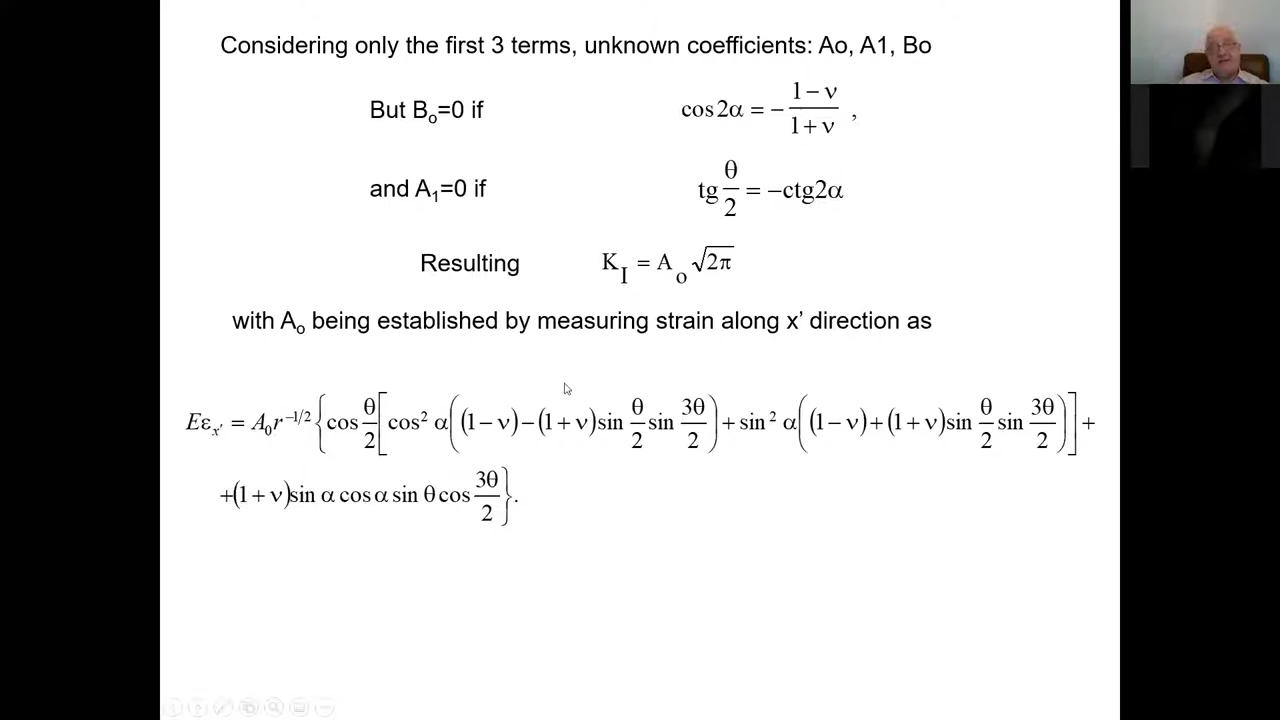 Considering only the first 3 terms, unknown coefficients: Ao, A1, Bo
But Bₒ=0 if cos2α = −(1−ν)/(1+ν) ,
and A₁=0 if tg θ/2 = −ctg2α
Resulting K_I = Aₒ √2π
with Aₒ being established by measuring strain along x’ direction as
Eε_x' = A₀r^(−1/2) {cos θ/2 [cos² α((1−ν)−(1+ν)sin θ/2 sin 3θ/2) + sin² α((1−ν)+(1+ν)sin θ/2 sin 3θ/2)] +
+(1+ν)sin α cos α sin θ cos 3θ/2}.